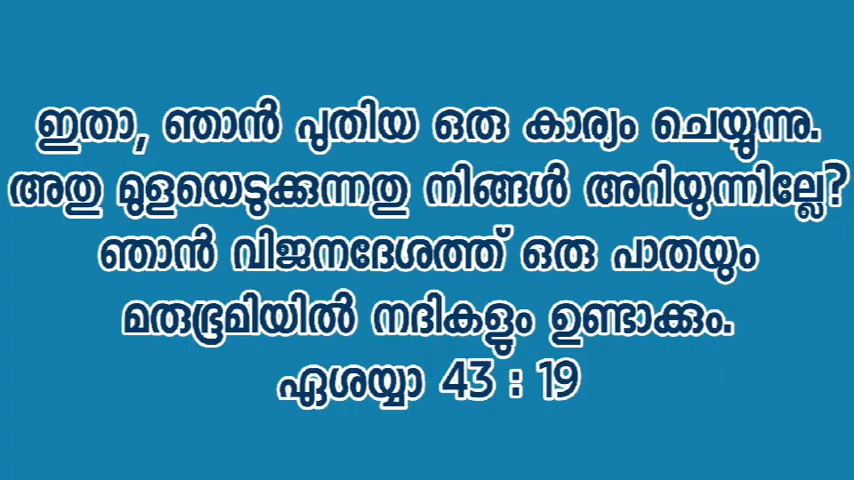 ഇതാ, ഞാൻ പുതിയ ഒരു കാര്യം ചെയ്യുന്നു.
അതു മുളയെടുക്കുന്നതു നിങ്ങൾ അറിയുന്നില്ലേ?
ഞാൻ വിജനദേശത്ത് ഒരു പാതയും
മരുഭൂമിയിൽ നദികളും ഉണ്ടാക്കും.
ഏശയ്യാ 43 : 19